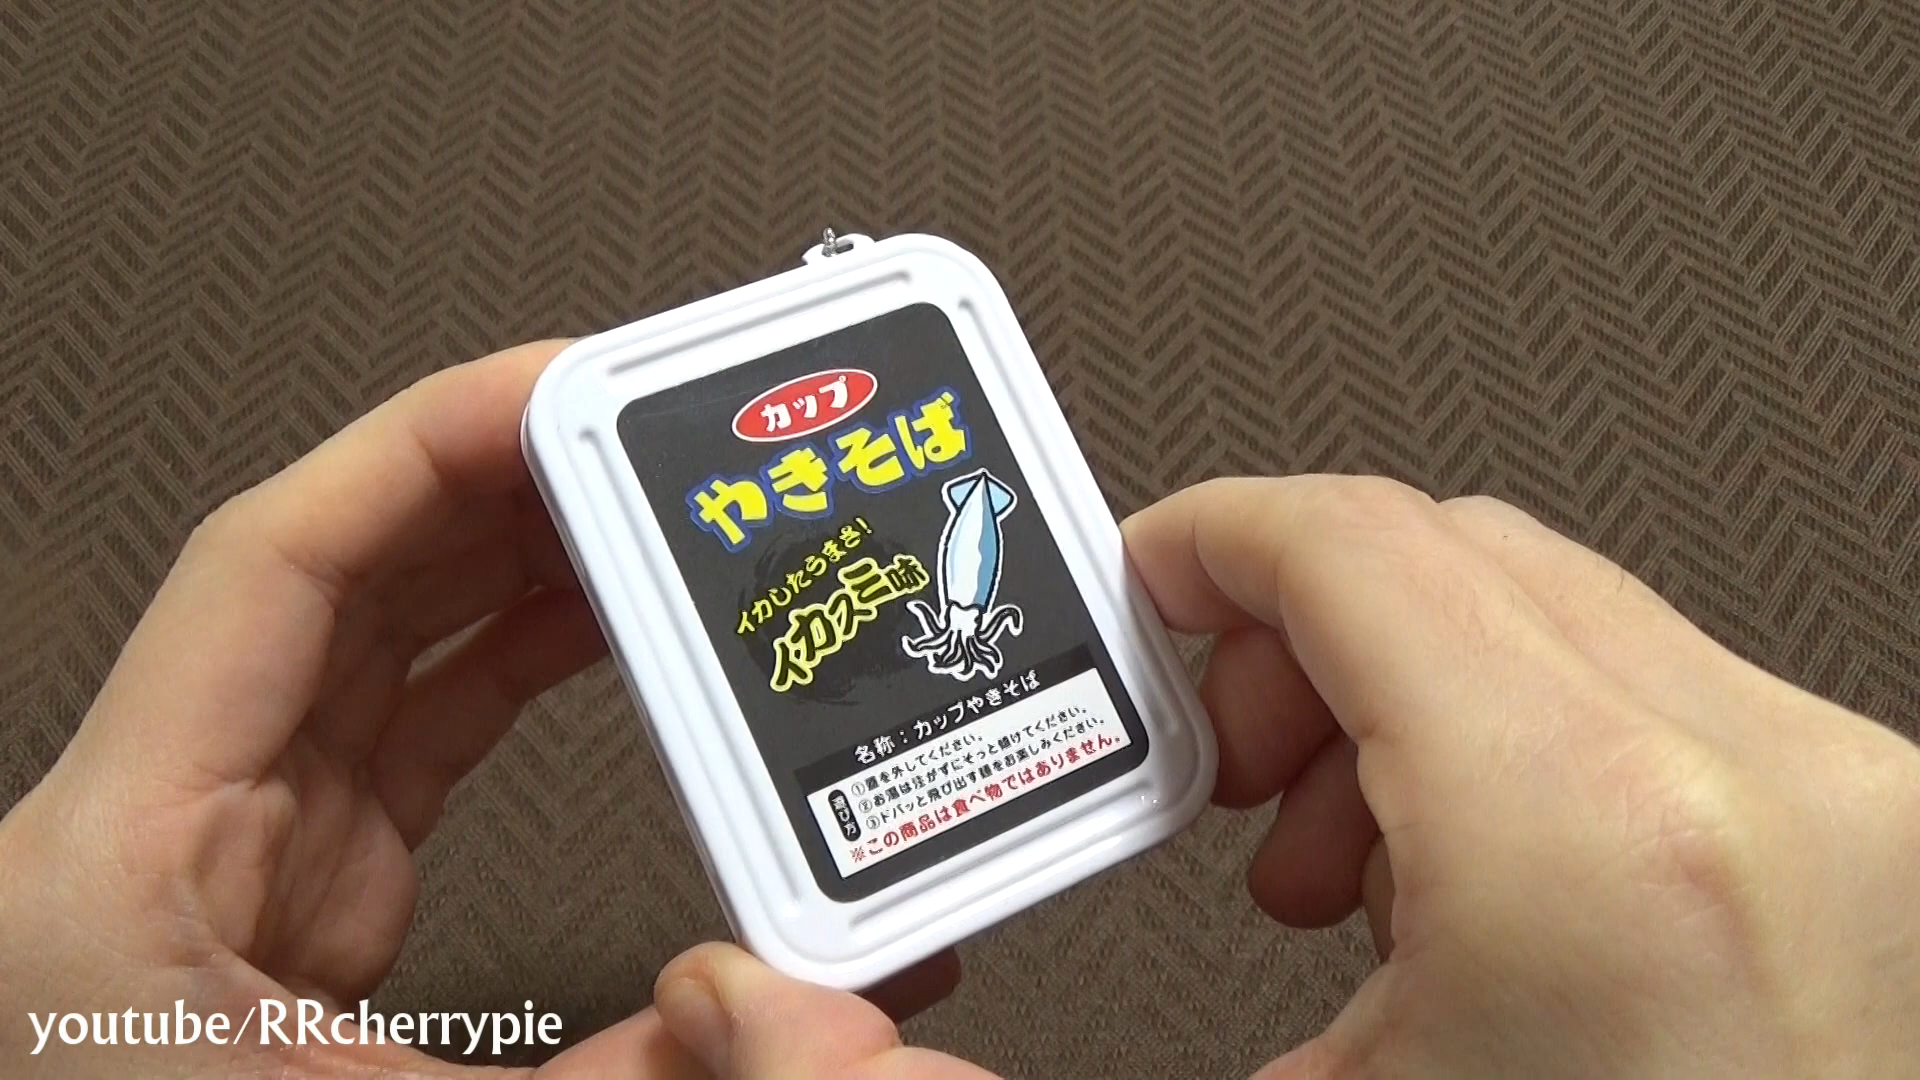 カップ
やきそば
イカしたうまさ!
イカスミ味
名称：カップやきそば
遊び方
①蓋を外してください。
②お湯は注がずにそっと傾けてください。
③ドバッと飛び出す麺をお楽しみください。
※この商品は食べ物ではありません。
youtube/RRcherrypie